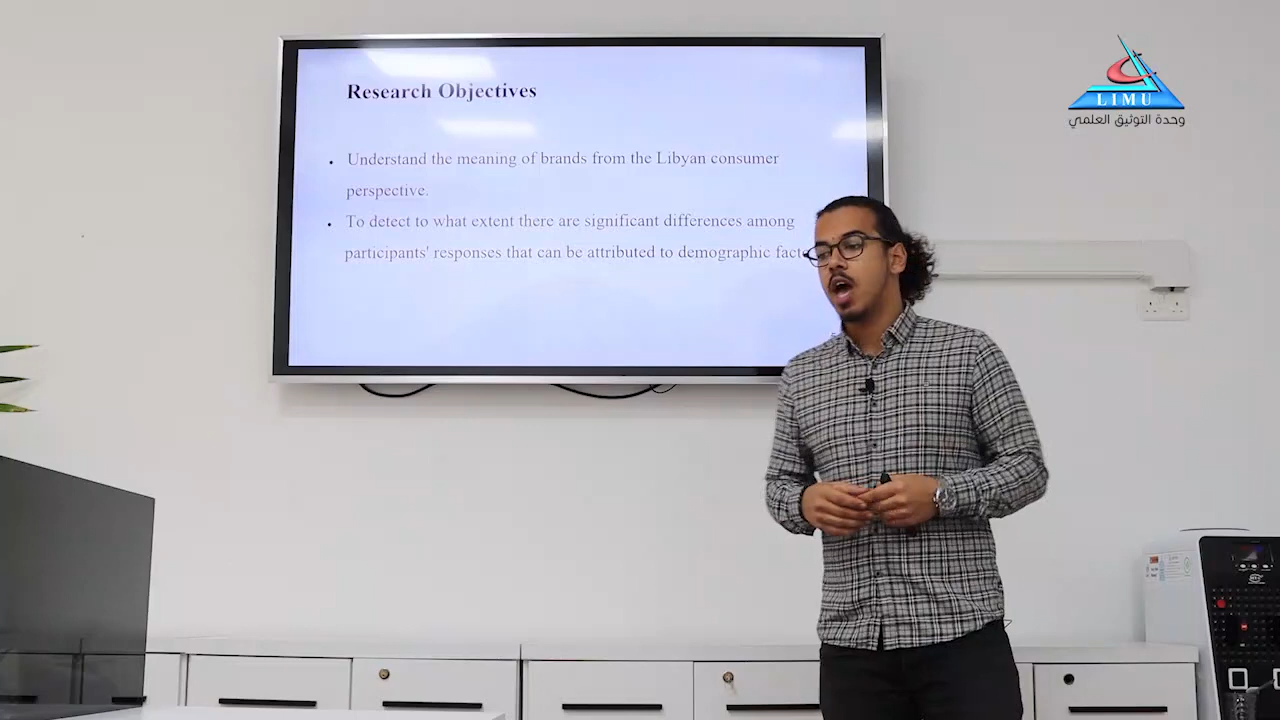 Research Objectives
• Understand the meaning of brands from the Libyan consumer
perspective.
• To detect to what extent there are significant differences among
participants' responses that can be attributed to demographic
LIMU
وحدة التوثيق العلمي